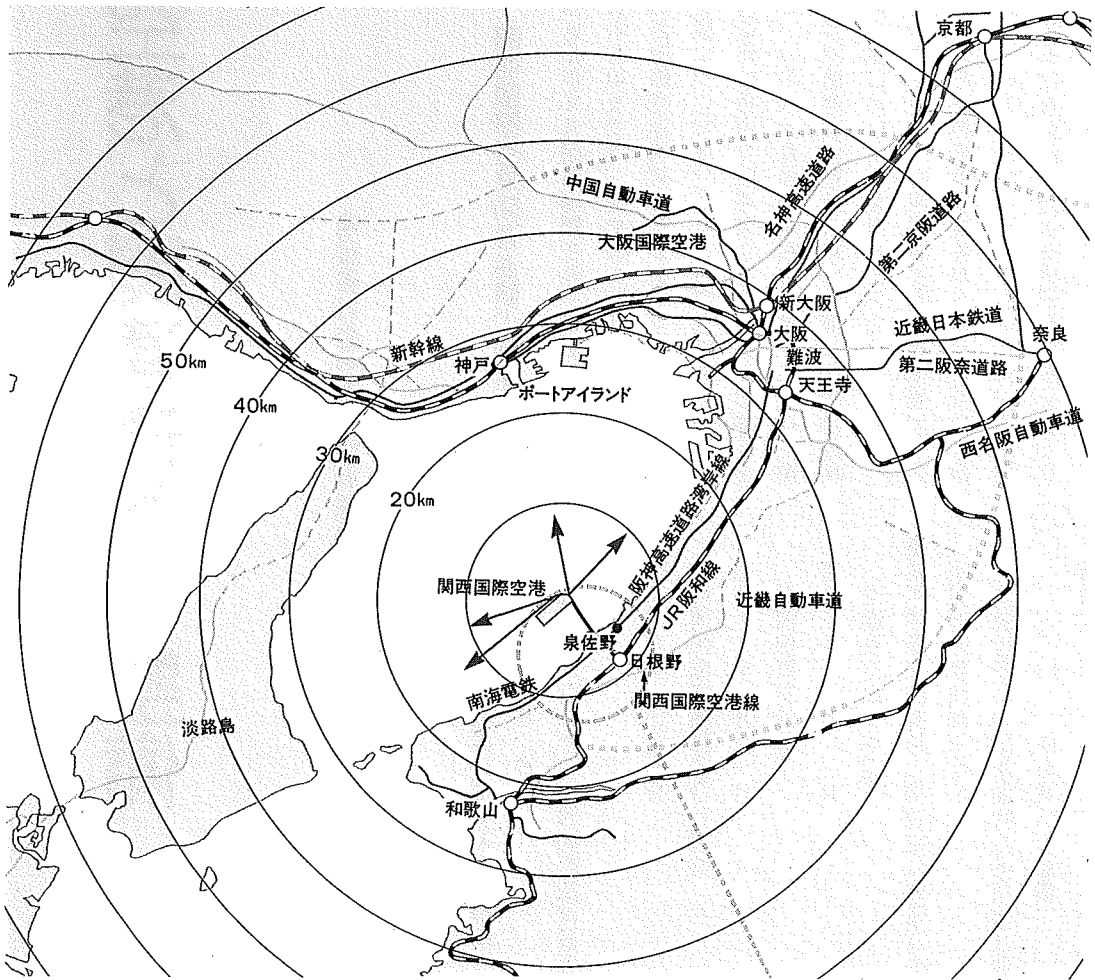 京都
名神高速道路
中国自動車道
第二京阪道路
大阪国際空港
新大阪
近畿日本鉄道
大阪
奈良
新幹線
難波
50km
神戸
第二阪奈道路
天王寺
ポートアイランド
40km
西名阪自動車道
30km
20km
阪神高速道路湾岸線
関西国際空港
JR阪和線
近畿自動車道
泉佐野
日根野
南海電鉄
関西国際空港線
淡路島
和歌山